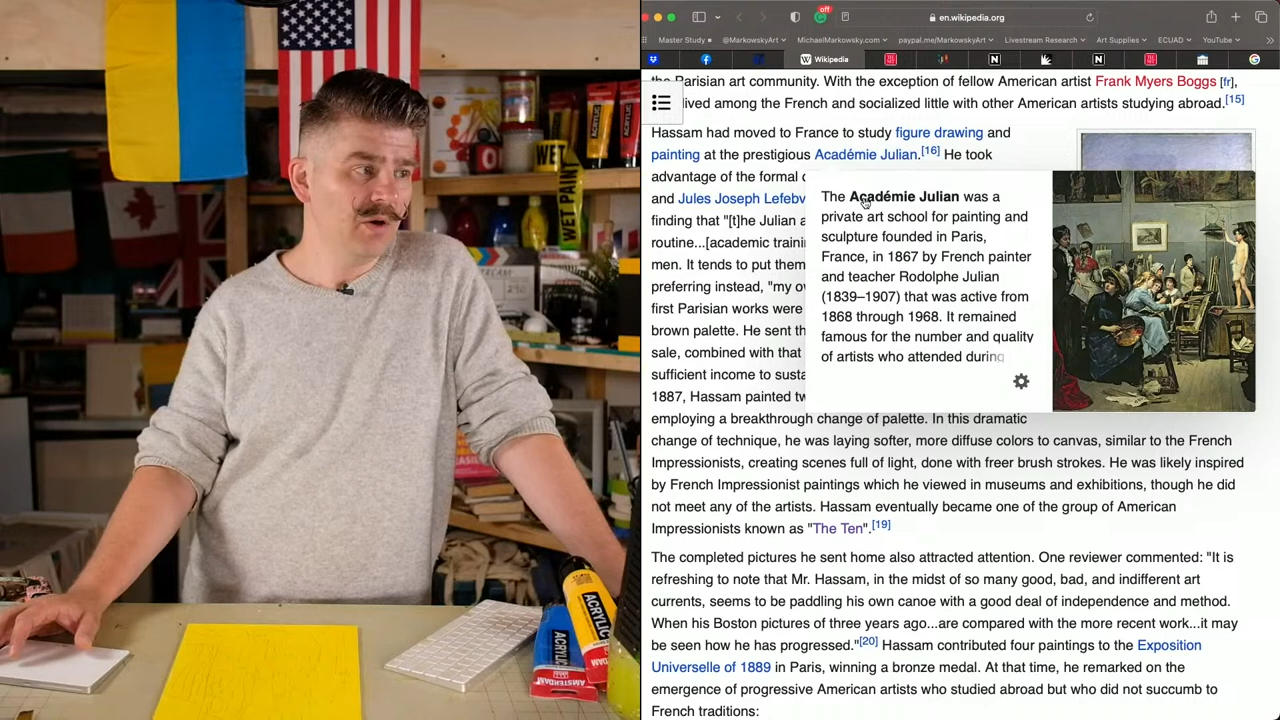 off
en.wikipedia.org
Master Study
@MarkowskyArt
MichaelMarkowsky.com
paypal.me/MarkowskyArt
Livestream Research
Art Supplies
ECUAD
YouTube
Wikipedia
the Parisian art community. With the exception of fellow American artist Frank Myers Boggs [fr],
lived among the French and socialized little with other American artists studying abroad.[15]
Hassam had moved to France to study figure drawing and
painting at the prestigious Académie Julian.[16] He took
advantage of the formal
and Jules Joseph Lefebv
finding that "[t]he Julian a
routine...[academic traini
men. It tends to put them
preferring instead, "my ov
first Parisian works were
brown palette. He sent th
sale, combined with that
sufficient income to susta
1887, Hassam painted tw
employing a breakthrough change of palette. In this dramatic
change of technique, he was laying softer, more diffuse colors to canvas, similar to the French
Impressionists, creating scenes full of light, done with freer brush strokes. He was likely inspired
by French Impressionist paintings which he viewed in museums and exhibitions, though he did
not meet any of the artists. Hassam eventually became one of the group of American
Impressionists known as "The Ten".[19]
The completed pictures he sent home also attracted attention. One reviewer commented: "It is
refreshing to note that Mr. Hassam, in the midst of so many good, bad, and indifferent art
currents, seems to be paddling his own canoe with a good deal of independence and method.
When his Boston pictures of three years ago...are compared with the more recent work...it may
be seen how he has progressed."[20] Hassam contributed four paintings to the Exposition
Universelle of 1889 in Paris, winning a bronze medal. At that time, he remarked on the
emergence of progressive American artists who studied abroad but who did not succumb to
French traditions:
The Académie Julian was a
private art school for painting and
sculpture founded in Paris,
France, in 1867 by French painter
and teacher Rodolphe Julian
(1839–1907) that was active from
1868 through 1968. It remained
famous for the number and quality
of artists who attended during
WET PAINT
WET
ACRYLIC
ACRYLIC
ACRYLIC
ACRYLIC
AMSTERDAM